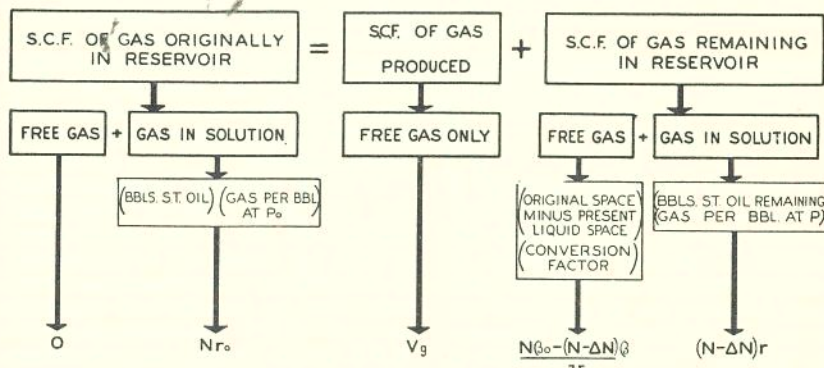 S.C.F. OF GAS ORIGINALLY
IN RESERVOIR
=
S.C.F. OF GAS
PRODUCED
+
S.C.F. OF GAS REMAINING
IN RESERVOIR
FREE GAS + GAS IN SOLUTION
FREE GAS ONLY
FREE GAS + GAS IN SOLUTION
(BBLS. ST. OIL) (GAS PER BBL
AT P₀)
(ORIGINAL SPACE
MINUS PRESENT
LIQUID SPACE)
(CONVERSION
FACTOR)
(BBLS. ST. OIL REMAINING)
(GAS PER BBL. AT P)
O
Nr₀
Vg
Nβ₀-(N-ΔN)β
(N-ΔN)r